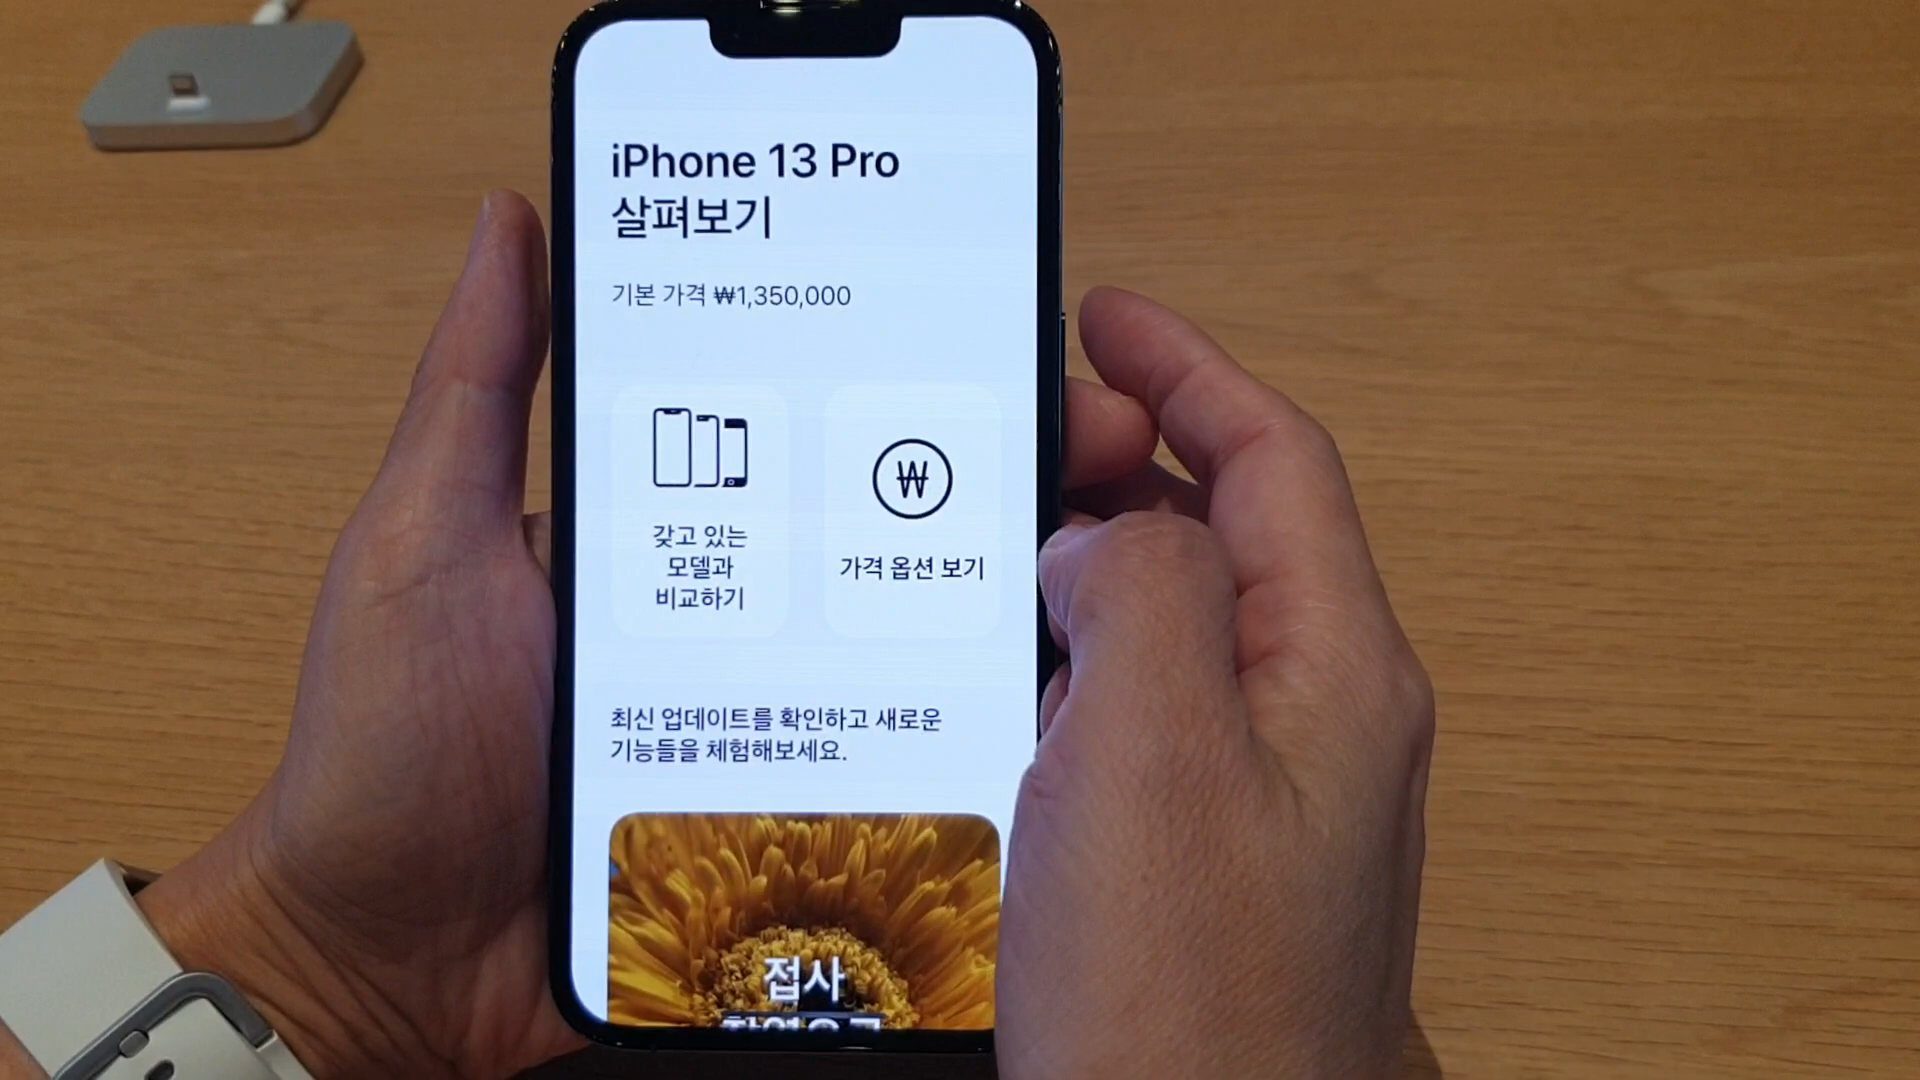 iPhone 13 Pro
살펴보기
기본 가격 ₩1,350,000
갖고 있는
모델과
비교하기
₩
가격 옵션 보기
최신 업데이트를 확인하고 새로운
기능들을 체험해보세요.
접사